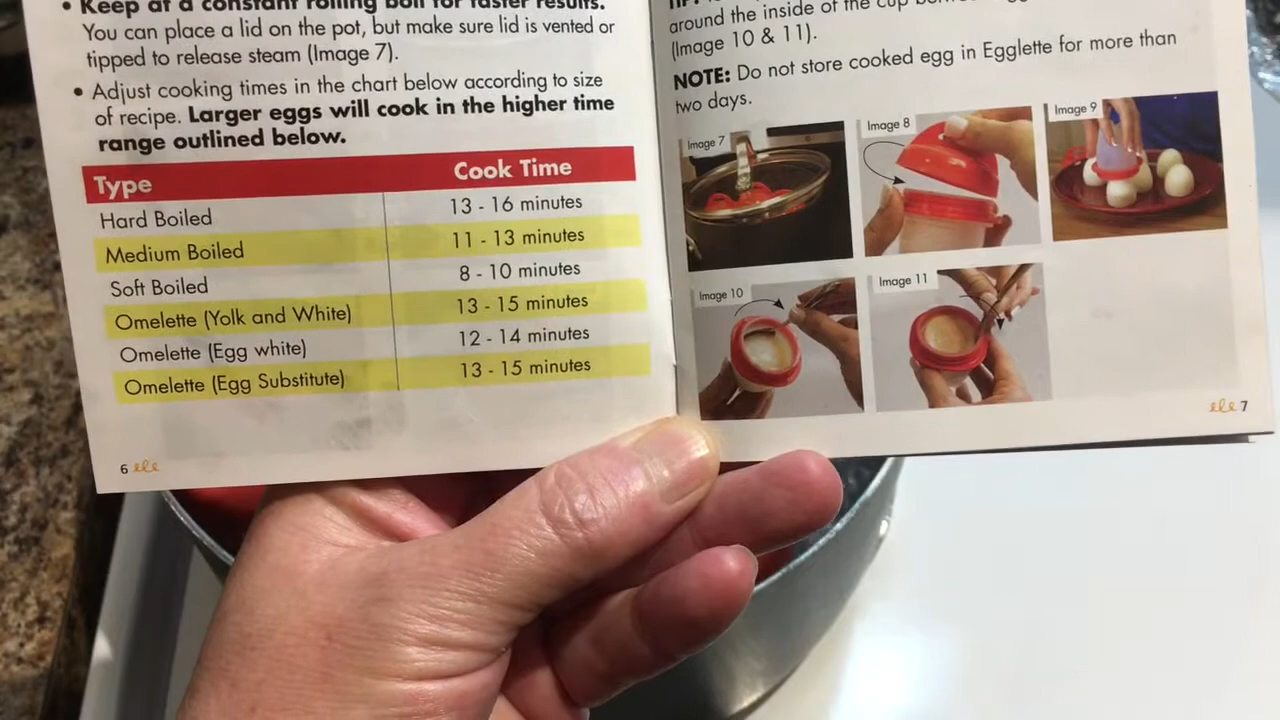 • Keep at a constant rolling boil for faster results.
You can place a lid on the pot, but make sure lid is vented or
tipped to release steam (Image 7).
• Adjust cooking times in the chart below according to size
of recipe. Larger eggs will cook in the higher time
range outlined below.
Type Cook Time
Hard Boiled 13 - 16 minutes
Medium Boiled 11 - 13 minutes
Soft Boiled 8 - 10 minutes
Omelette (Yolk and White) 13 - 15 minutes
Omelette (Egg white) 12 - 14 minutes
Omelette (Egg Substitute) 13 - 15 minutes
6 ele
around the inside of the cup
(Image 10 & 11).
NOTE: Do not store cooked egg in Egglette for more than
two days.
Image 7
Image 8
Image 9
Image 10
Image 11
ele 7